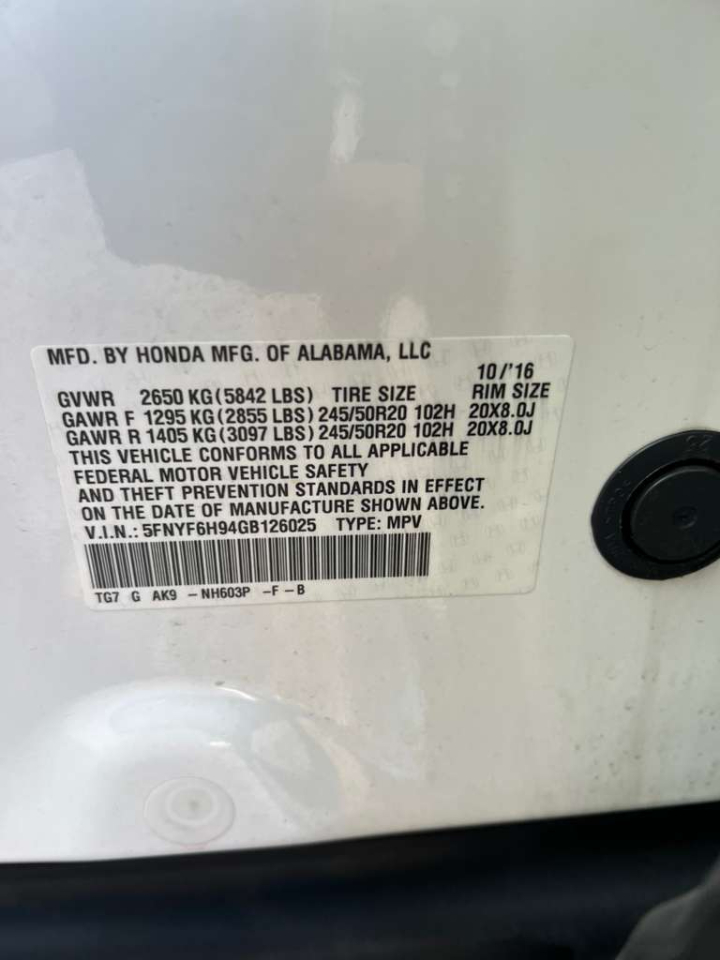 MFD. BY HONDA MFG. OF ALABAMA, LLC
10/'16
GVWR 2650 KG(5842 LBS) TIRE SIZE RIM SIZE
GAWR F 1295 KG(2855 LBS) 245/50R20 102H 20X8.0J
GAWR R 1405 KG(3097 LBS) 245/50R20 102H 20X8.0J
THIS VEHICLE CONFORMS TO ALL APPLICABLE
FEDERAL MOTOR VEHICLE SAFETY
AND THEFT PREVENTION STANDARDS IN EFFECT
ON THE DATE OF MANUFACTURE SHOWN ABOVE.
V.I.N.: 5FNYF6H94GB126025 TYPE: MPV
TG7 G AK9 -NH603P -F-B